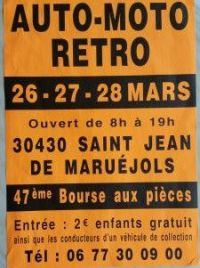 AUTO-MOTO
RETRO
26-27-28 MARS
Ouvert de 8h à 19h
30430 SAINT JEAN
DE MARUÉJOLS
47ème Bourse aux pièces
Entrée : 2€ enfants gratuit
ainsi que les conducteurs d'un véhicule de collection
Tél : 06 77 30 09 00